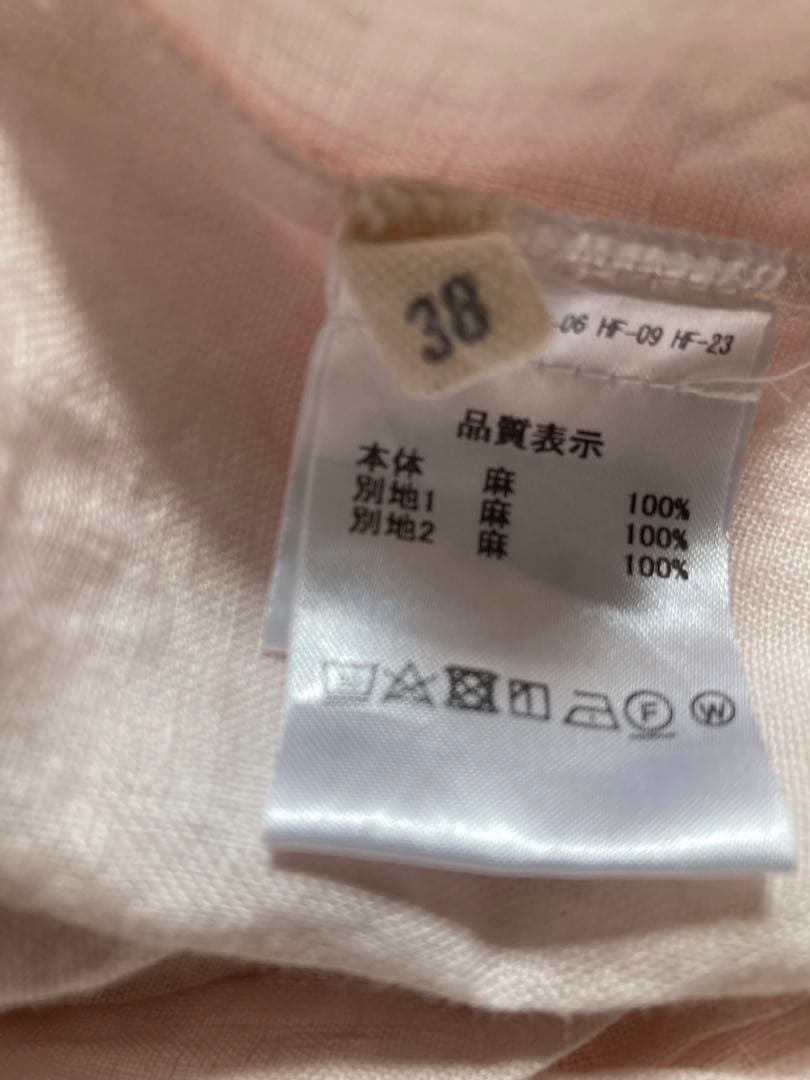 38
-06 HF-09 HF-23
品質表示
本体 麻 100%
別地1 麻 100%
別地2 麻 100%
F W